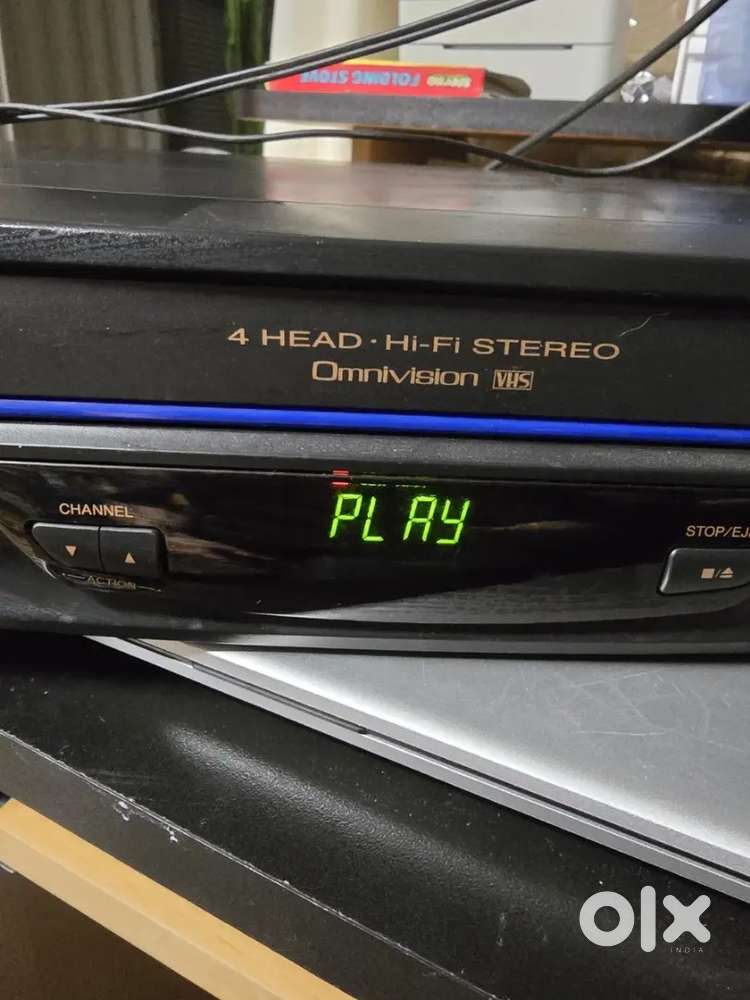 FOLDING STOVE
4 HEAD · Hi-Fi STEREO
Omnivision VHS
CHANNEL
PLAY
STOP/EJ
ACTION
olx
INDIA